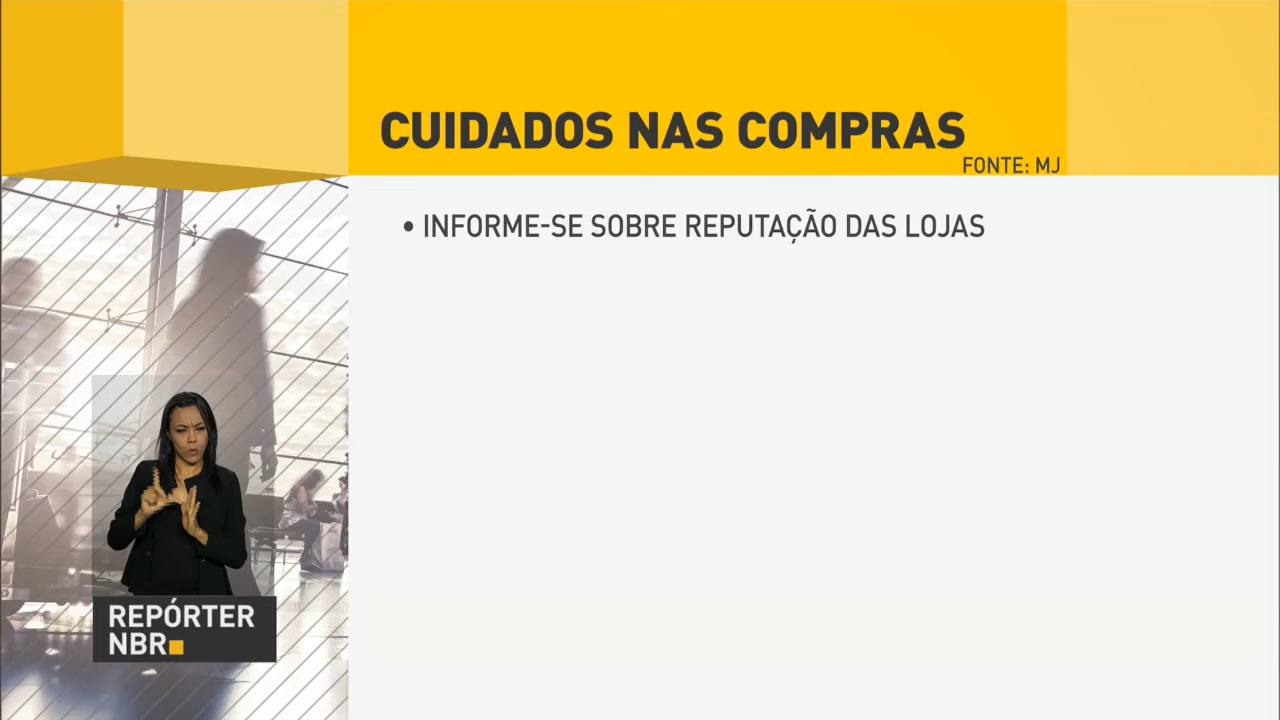 CUIDADOS NAS COMPRAS
FONTE: MJ
• INFORME-SE SOBRE REPUTAÇÃO DAS LOJAS
REPÓRTER
NBR